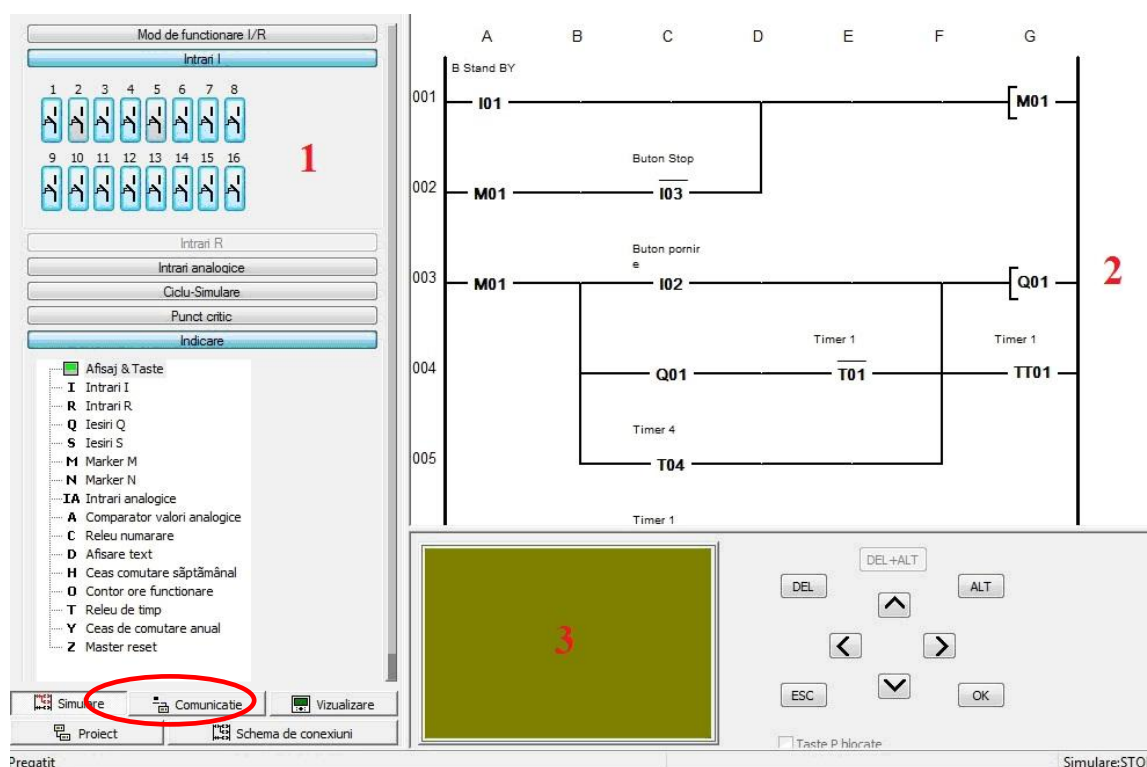 Mod de functionare I/R
Intrari I
1 2 3 4 5 6 7 8
9 10 11 12 13 14 15 16
1
Intrari R
Intrari analogice
Ciclu-Simulare
Punct critic
Indicare
Afisaj & Taste
I Intrari I
R Intrari R
Q Iesiri Q
S Iesiri S
M Marker M
N Marker N
IA Intrari analogice
A Comparator valori analogice
C Releu numarare
D Afisare text
H Ceas comutare sãptãmânal
O Contor ore functionare
T Releu de timp
Y Ceas de comutare anual
Z Master reset
Simulare Comunicatie Vizualizare
Proiect Schema de conexiuni
Pregatit
A B C D E F G
B Stand BY
001 I01 M01
Buton Stop
002 M01 I03
Buton pornir
e
003 M01 I02 Q01
2
Timer 1 Timer 1
004 Q01 T01 TT01
Timer 4
005 T04
Timer 1
3
DEL+ALT
DEL ALT
ESC OK
Taste P blocate
Simulare:STO